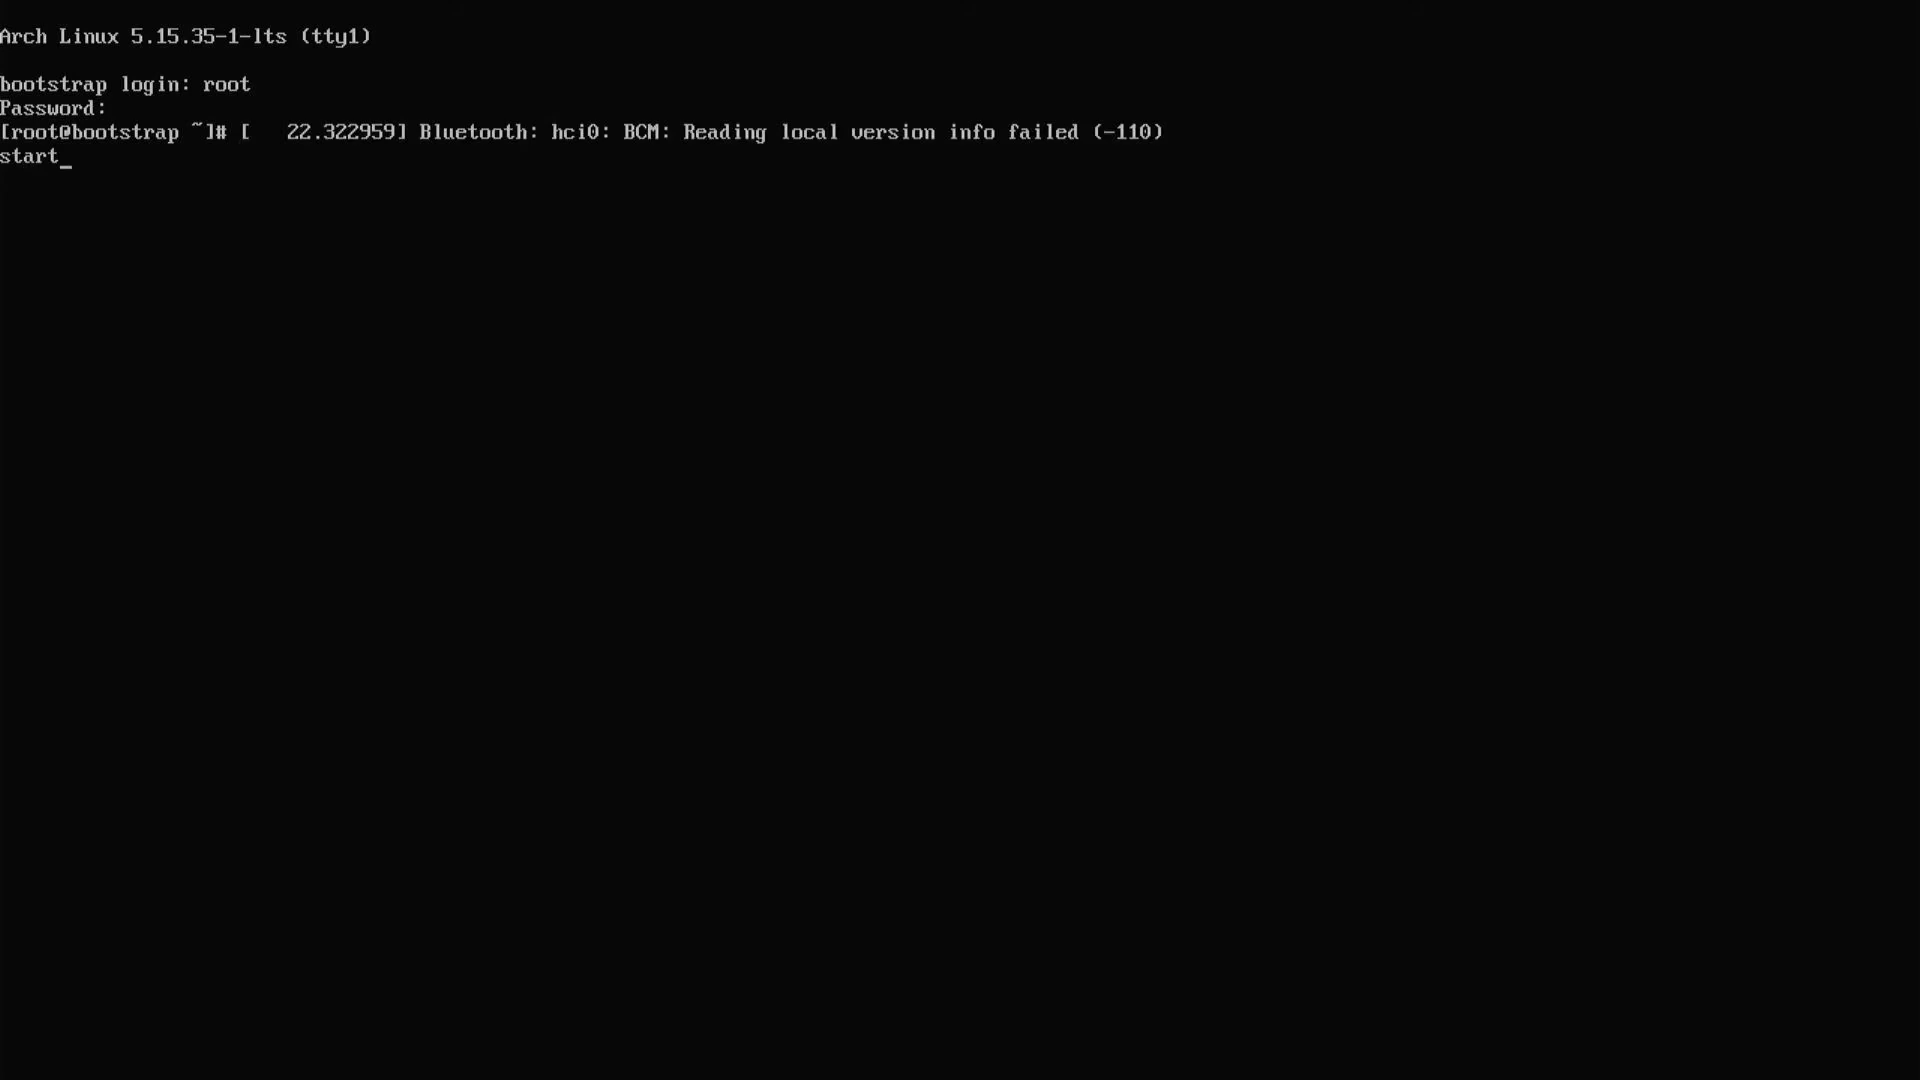 Arch Linux 5.15.35-1-lts (tty1)
bootstrap login: root
Password:
[root@bootstrap ~]# [   22.322959] Bluetooth: hci0: BCM: Reading local version info failed (-110)
start_